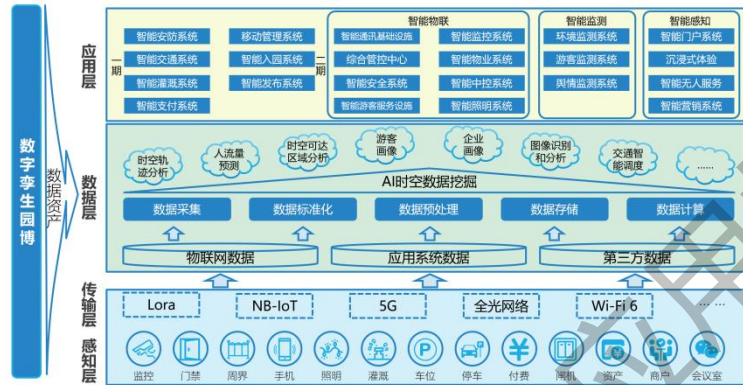 数字孪生园博
数据资产
应用层
一期
智能安防系统
移动管理系统
智能交通系统
智能入园系统
智能灌溉系统
智能发布系统
智能支付系统
二期
智能物联
智能通讯基础设施
智能监控系统
综合管控中心
智能物业系统
智能安全系统
智能中控系统
智能游客服务设施
智能照明系统
智能监测
环境监测系统
游客监测系统
舆情监测系统
智能感知
智能门户系统
沉浸式体验
智能无人服务
智能营销系统
数据层
时空轨
迹分析
人流量
预测
时空可达
区域分析
游客
画像
企业
画像
图像识别
和分析
交通智
能调度
......
AI时空数据挖掘
数据采集
数据标准化
数据预处理
数据存储
数据计算
物联网数据
应用系统数据
第三方数据
传输层
Lora
NB-IoT
5G
全光网络
Wi-Fi 6
... ...
感知层
监控
门禁
周界
手机
照明
灌溉
车位
停车
付费
闸机
资产
商户
会议室
应用